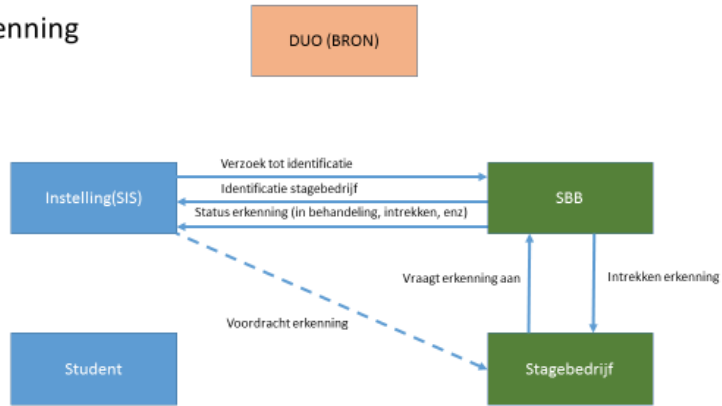 enning
DUO (BRON)
Verzoek tot identificatie
Instelling(SIS)
Identificatie stagebedrijf
SBB
Status erkenning (in behandeling, intrekken, enz)
Vraagt erkenning aan
Intrekken erkenning
Voordracht erkenning
Student
Stagebedrijf